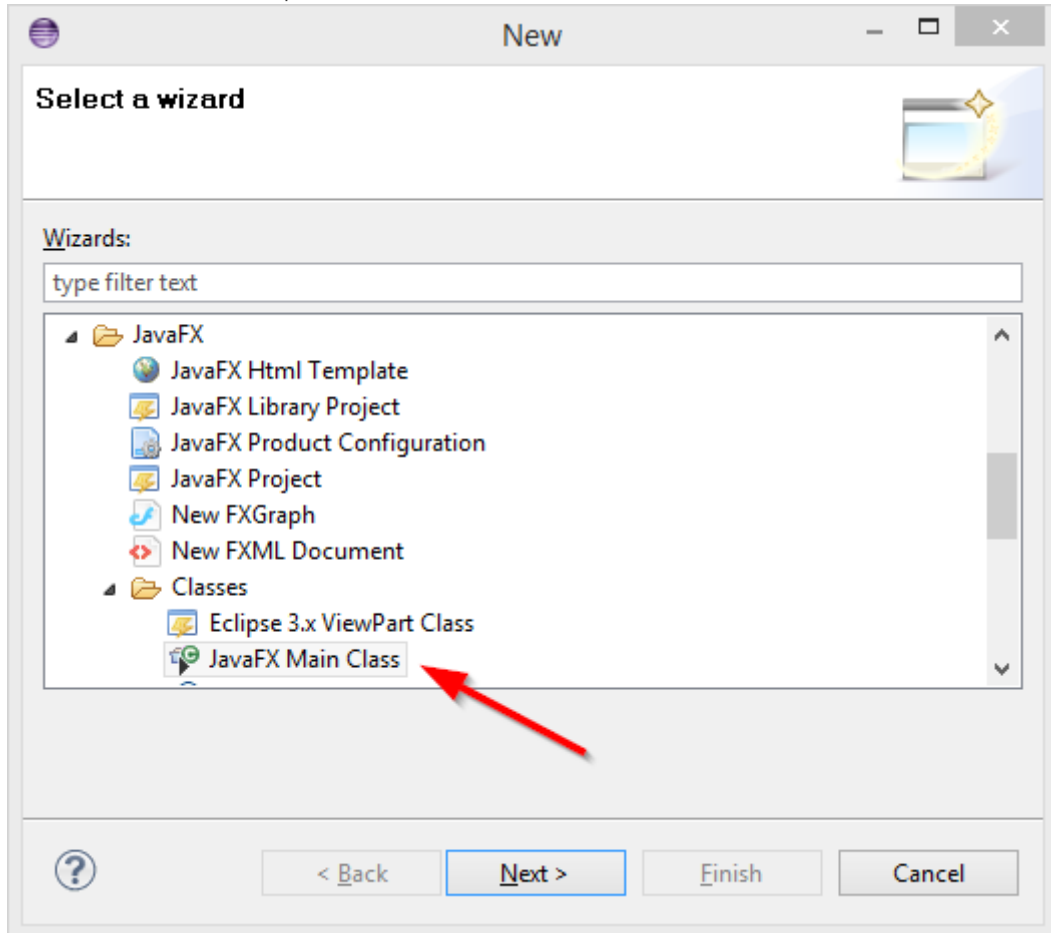 New
Select a wizard
Wizards:
type filter text
JavaFX
JavaFX Html Template
JavaFX Library Project
JavaFX Product Configuration
JavaFX Project
New FXGraph
New FXML Document
Classes
Eclipse 3.x ViewPart Class
JavaFX Main Class
? < Back Next > Finish Cancel